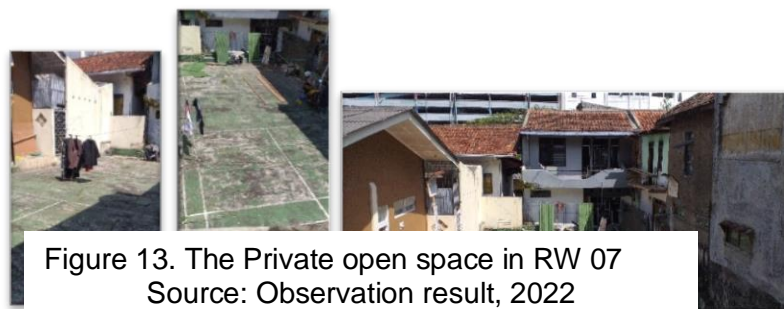 Figure 13. The Private open space in RW 07
Source: Observation result, 2022